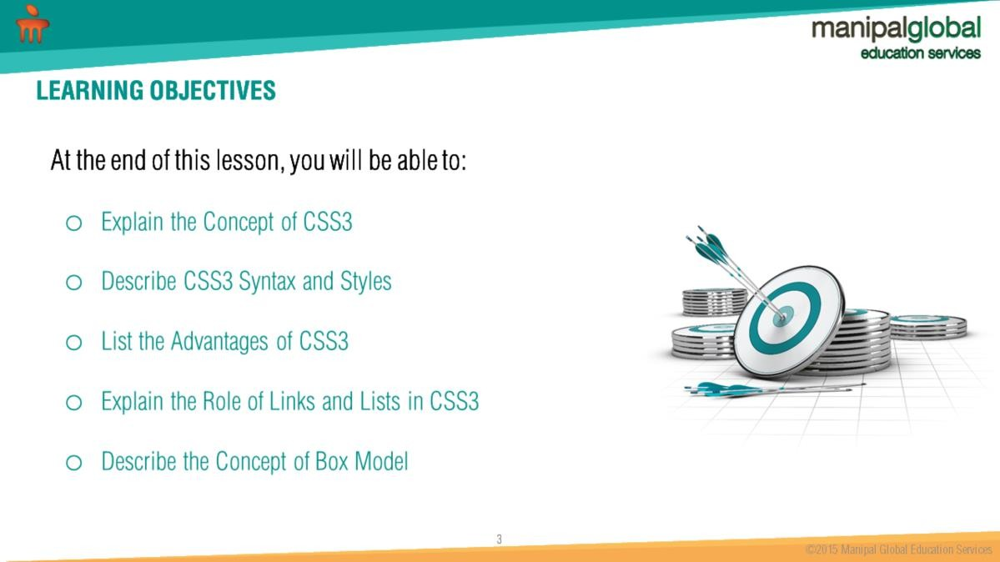 manipalglobal
education services
LEARNING OBJECTIVES
At the end of this lesson, you will be able to:
Explain the Concept of CSS3
Describe CSS3 Syntax and Styles
List the Advantages of CSS3
Explain the Role of Links and Lists in CSS3
Describe the Concept of Box Model
3
©2015 Manipal Global Education Services